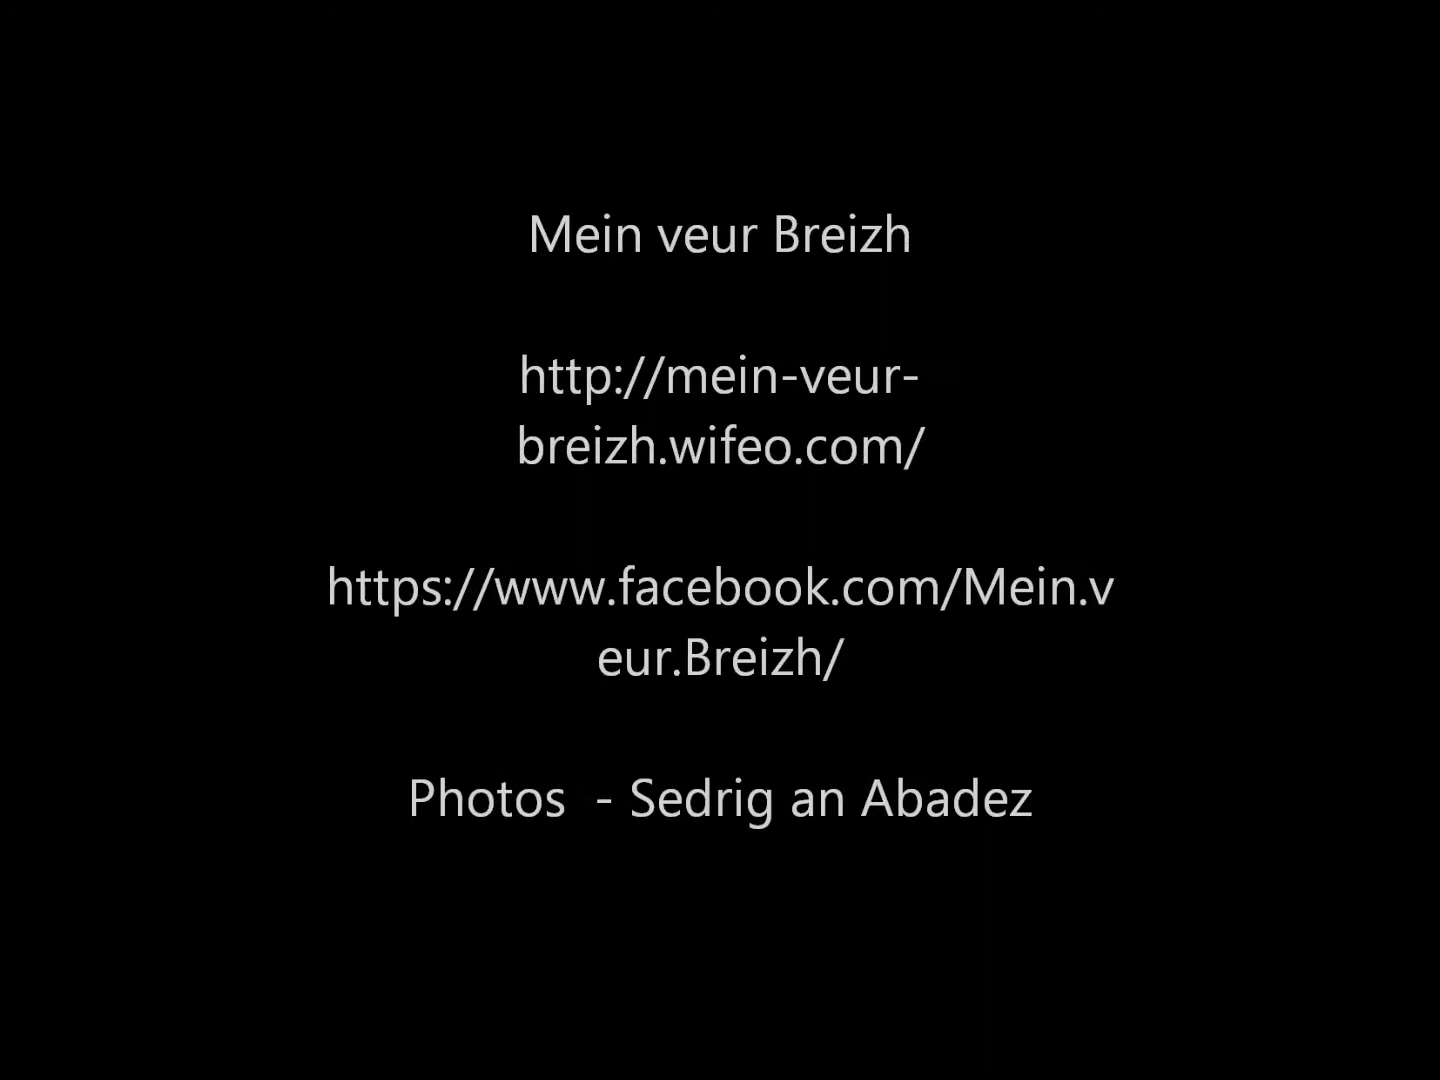 Mein veur Breizh
http://mein-veur-
breizh.wifeo.com/
https://www.facebook.com/Mein.v
eur.Breizh/
Photos  - Sedrig an Abadez